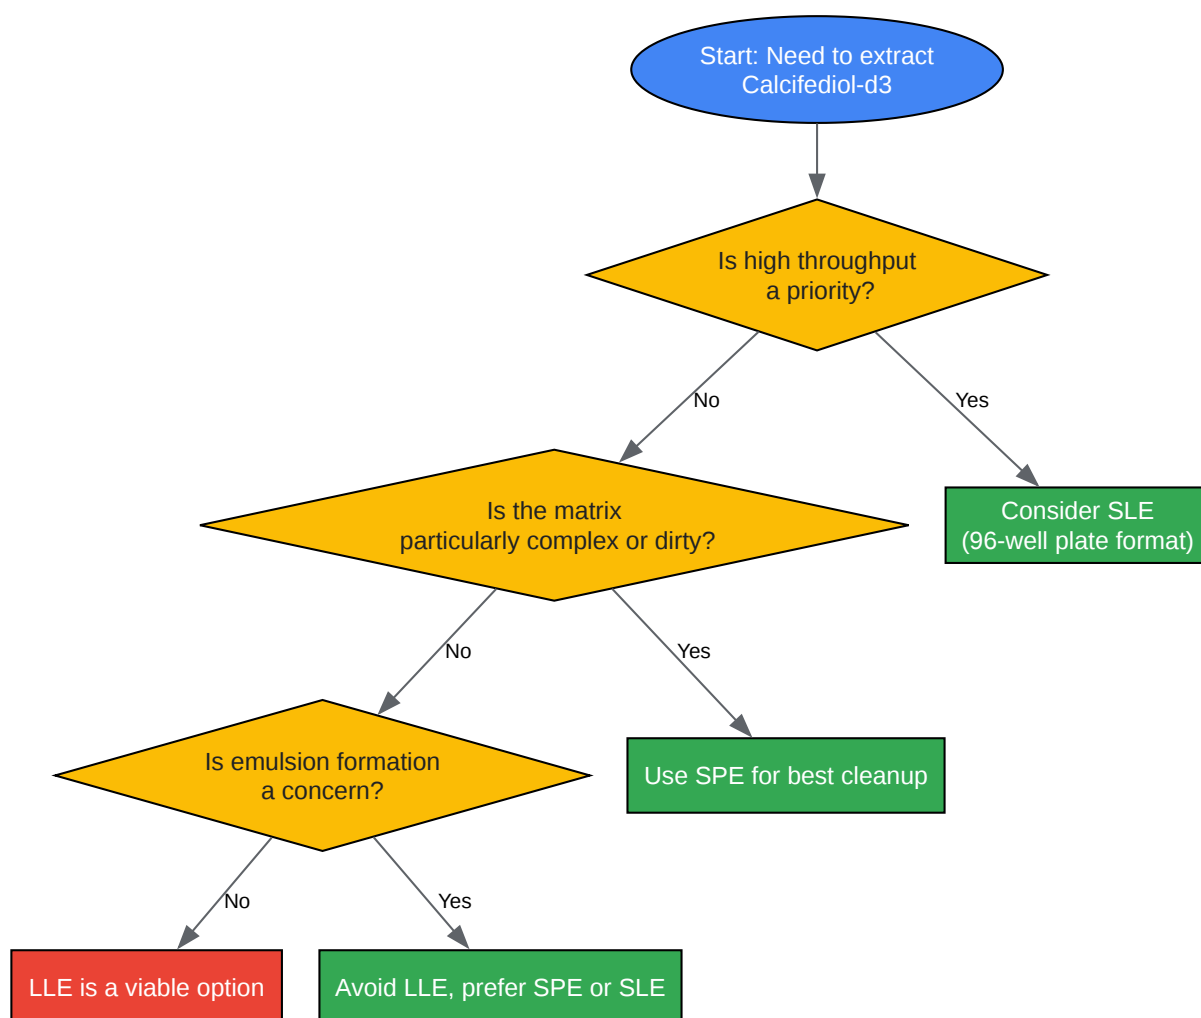 Start: Need to extract
Calcifediol-d3
Is high throughput
a priority?
No
Yes
Is the matrix
particularly complex or dirty?
Consider SLE
(96-well plate format)
No
Yes
Is emulsion formation
a concern?
Use SPE for best cleanup
No
Yes
LLE is a viable option
Avoid LLE, prefer SPE or SLE